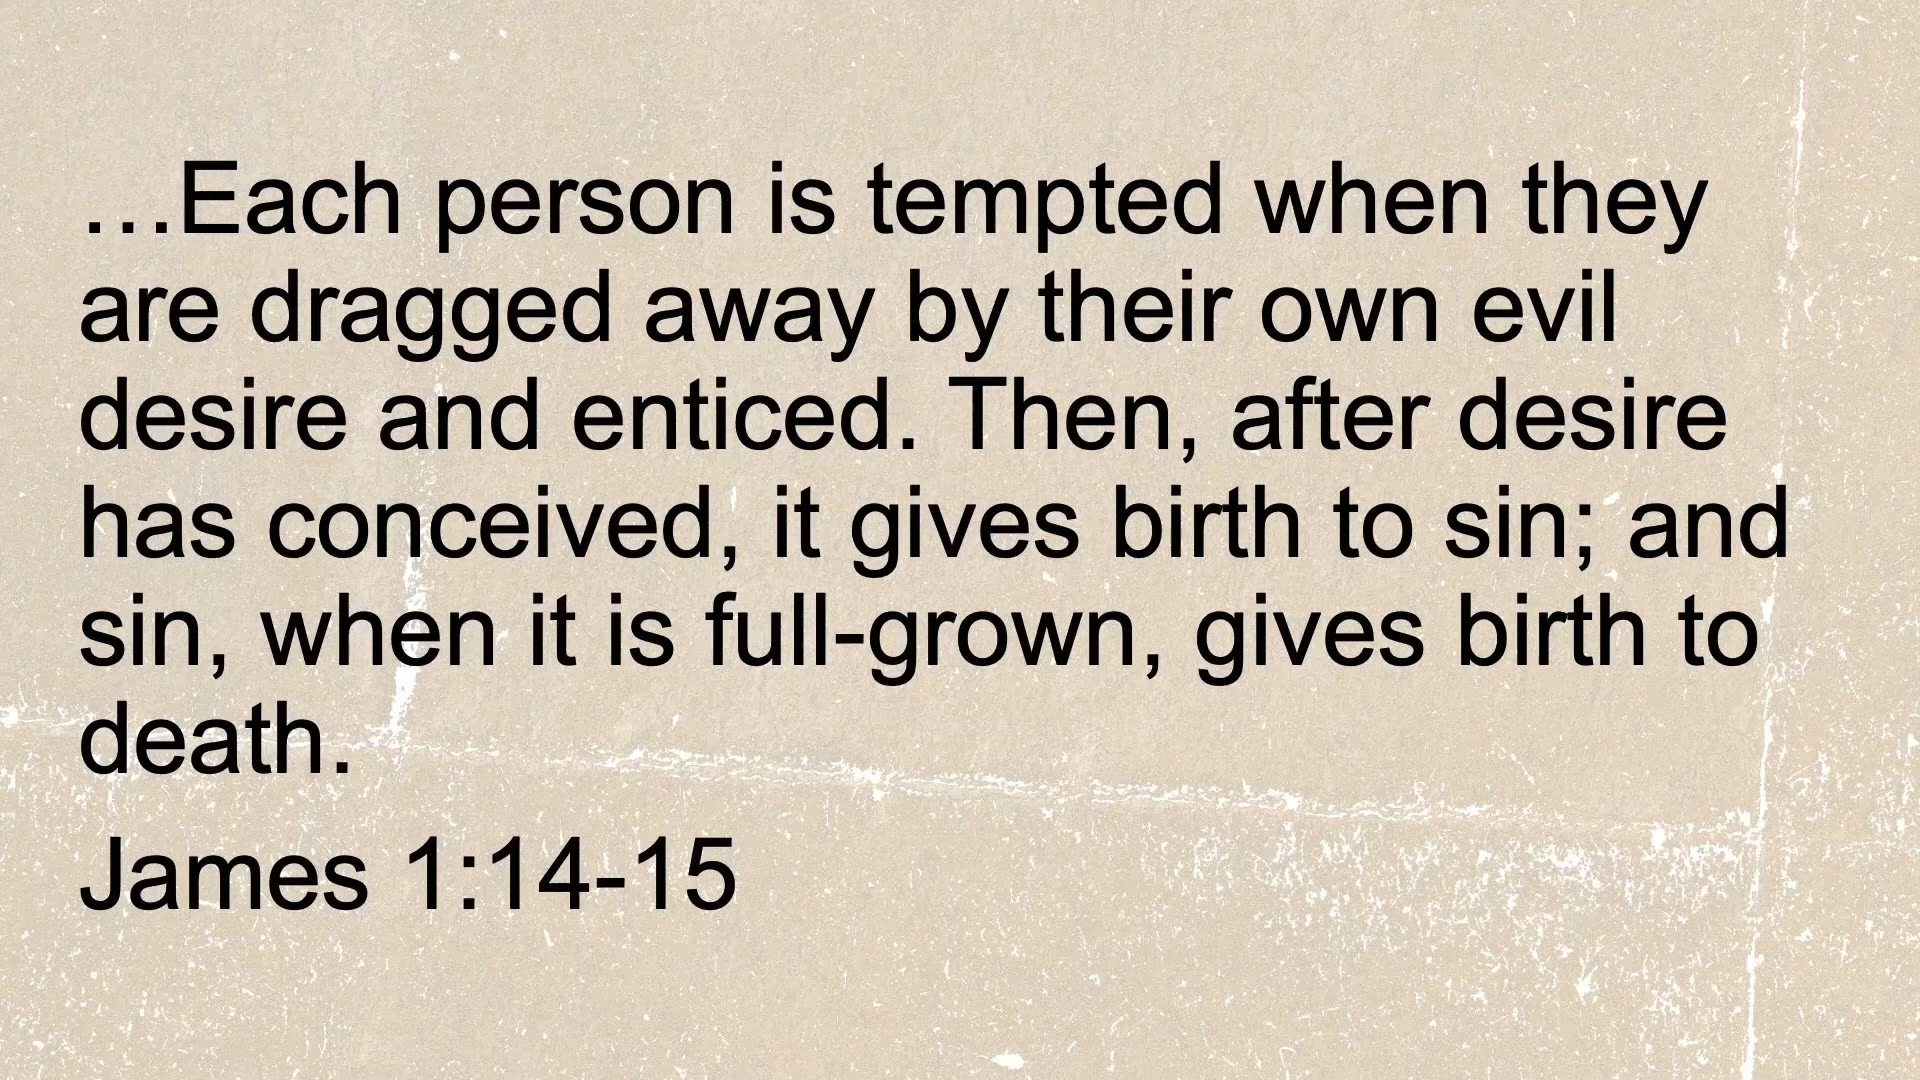 …Each person is tempted when they
are dragged away by their own evil
desire and enticed. Then, after desire
has conceived, it gives birth to sin; and
sin, when it is full-grown, gives birth to
death.
James 1:14-15